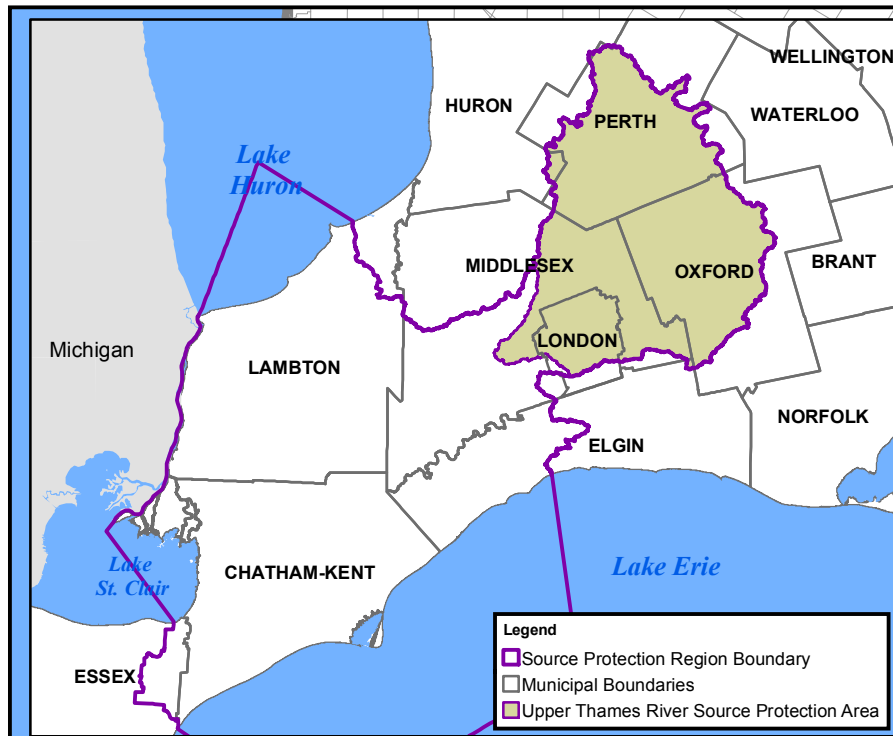 WELLINGTON
HURON
WATERLOO
PERTH
Lake
Huron
MIDDLESEX
OXFORD
BRANT
Michigan
LONDON
LAMBTON
NORFOLK
ELGIN
Lake
St. Clair
CHATHAM-KENT
Lake Erie
ESSEX
Legend
Source Protection Region Boundary
Municipal Boundaries
Upper Thames River Source Protection Area